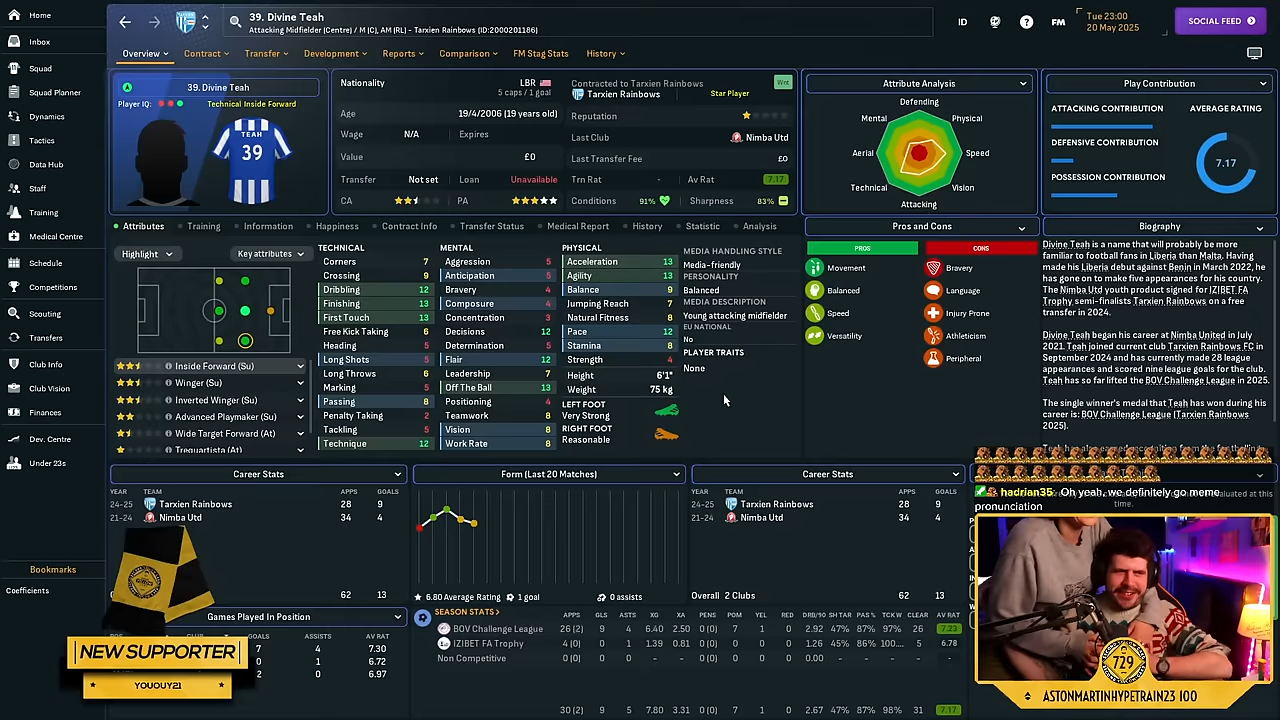 Home
Inbox
Squad
Squad Planner
Dynamics
Tactics
Data Hub
Staff
Training
Medical Centre
Schedule
Competitions
Scouting
Transfers
Club Info
Club Vision
Finances
Dev. Centre
Under 23s
Bookmarks
Coefficients
39. Divine Teah
Attacking Midfielder (Centre) / M (C), AM (RL) - Tarxien Rainbows (ID:2000201186)
ID
FM
Tue 23:00
20 May 2025
SOCIAL FEED
Overview Contract Transfer Development Reports Comparison FM Stag Stats History
39. Divine Teah
Player IQ: Technical Inside Forward
TEAH
39
Nationality LBR
5 caps / 1 goal
Age 19/4/2006 (19 years old)
Wage N/A Expires
Value £0
Transfer Not set Loan Unavailable
CA PA
Contracted to Tarxien Rainbows Wnt
Tarxien Rainbows Star Player
Reputation
Last Club Nimba Utd
Last Transfer Fee £0
Trn Rat - Av Rat 7.17
Conditions 91% Sharpness 83%
Attribute Analysis
Defending
Mental Physical
Aerial Speed
Technical Vision
Attacking
Play Contribution
ATTACKING CONTRIBUTION AVERAGE RATING
DEFENSIVE CONTRIBUTION
7.17
POSSESSION CONTRIBUTION
Attributes Training Information Happiness Contract Info Transfer Status Medical Report History Statistic Analysis
Highlight Key attributes
Inside Forward (Su)
Winger (Su)
Inverted Winger (Su)
Advanced Playmaker (Su)
Wide Target Forward (At)
Trequartista (At)
TECHNICAL
Corners 7
Crossing 9
Dribbling 12
Finishing 13
First Touch 13
Free Kick Taking 6
Heading 5
Long Shots 5
Long Throws 6
Marking 5
Passing 8
Penalty Taking 2
Tackling 5
Technique 12
MENTAL
Aggression 5
Anticipation 5
Bravery 4
Composure 4
Concentration 3
Decisions 12
Determination 5
Flair 12
Leadership 7
Off The Ball 13
Positioning 4
Teamwork 8
Vision 8
Work Rate 8
PHYSICAL
Acceleration 13
Agility 13
Balance 9
Jumping Reach 7
Natural Fitness 8
Pace 12
Stamina 8
Strength 4
Height 6'1"
Weight 75 kg
LEFT FOOT
Very Strong
RIGHT FOOT
Reasonable
MEDIA HANDLING STYLE
Media-friendly
PERSONALITY
Balanced
MEDIA DESCRIPTION
Young attacking midfielder
EU NATIONAL
No
PLAYER TRAITS
None
Pros and Cons
PROS CONS
Movement Bravery
Balanced Language
Speed Injury Prone
Versatility Athleticism
Peripheral
Biography
Divine Teah is a name that will probably be more
familiar to football fans in Liberia than Malta. Having
made his Liberia debut against Benin in March 2022, he
has gone on to make five appearances for his country.
The Nimba Utd youth product signed for IZIBET FA
Trophy semi-finalists Tarxien Rainbows on a free
transfer in 2024.
Divine Teah began his career at Nimba United in July
2021. Teah joined current club Tarxien Rainbows FC in
September 2024 and has currently made 28 league
appearances and scored nine league goals for the club.
Teah has so far lifted the BOV Challenge League in 2025.
The single winner's medal that Teah has won during his
career is: BOV Challenge League (Tarxien Rainbows
2025).
Career Stats
YEAR TEAM APPS GOALS
24-25 Tarxien Rainbows 28 9
21-24 Nimba Utd 34 4
62 13
Form (Last 20 Matches)
6.80 Average Rating 1 goal 0 assists
Career Stats
YEAR TEAM APPS GOALS
24-25 Tarxien Rainbows 28 9
21-24 Nimba Utd 34 4
Overall 2 Clubs 62 13
Games Played In Position
GOALS ASSISTS AV RAT
7 4 7.30
0 1 6.72
2 0 6.97
SEASON STATS APPS GLS ASTS XG XA PENS POM YEL RED DRB/90 SH TAR PAS % TCK W CLEAR AV RAT
BOV Challenge League 26 (2) 9 4 6.40 2.50 0 (0) 7 1 0 2.92 47% 87% 97% 26 7.23
IZIBET FA Trophy 4 (0) 0 1 1.39 0.81 0 (0) 0 0 0 1.26 45% 86% 100.... 5 6.78
Non Competitive 0 (0) - - - - 0 (0) - - - 0.00 - - - - -
30 (2) 9 5 7.80 3.31 0 (0) 7 1 0 2.67 47% 87% 98% 31 7.17
hadrian35: Oh yeah, we definitely go meme
pronunciation
NEW SUPPORTER
YOUOUY21
729
ASTONMARTINHYPETRAIN23 100